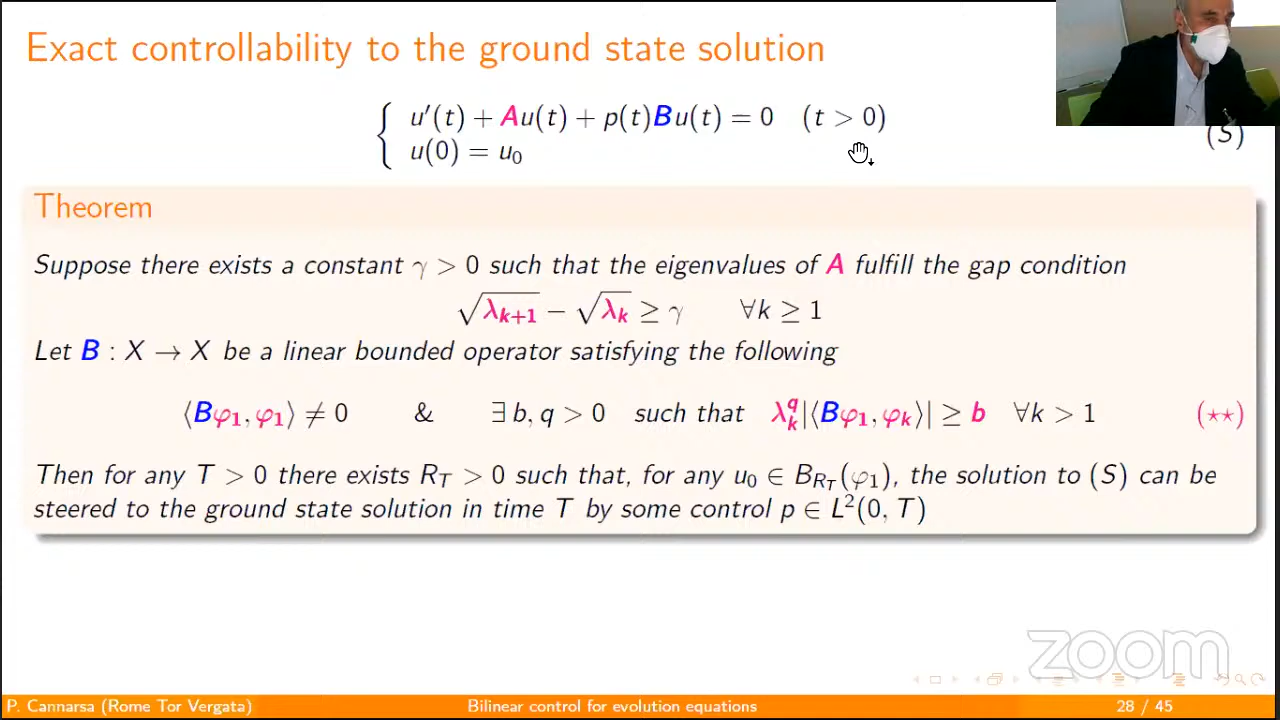 Exact controllability to the ground state solution
{ u′(t) + Au(t) + p(t)Bu(t) = 0 (t > 0)
u(0) = u₀
(S)
Theorem
Suppose there exists a constant γ > 0 such that the eigenvalues of A fulfill the gap condition
√λₖ₊₁ − √λₖ ≥ γ ∀k ≥ 1
Let B : X → X be a linear bounded operator satisfying the following
⟨Bφ₁, φ₁⟩ ≠ 0 & ∃ b, q > 0 such that λₖ^q |⟨Bφ₁, φₖ⟩| ≥ b ∀k > 1 (⋆⋆)
Then for any T > 0 there exists R_T > 0 such that, for any u₀ ∈ B_{R_T}(φ₁), the solution to (S) can be
steered to the ground state solution in time T by some control p ∈ L²(0, T)
zoom
P. Cannarsa (Rome Tor Vergata) Bilinear control for evolution equations 28 / 45